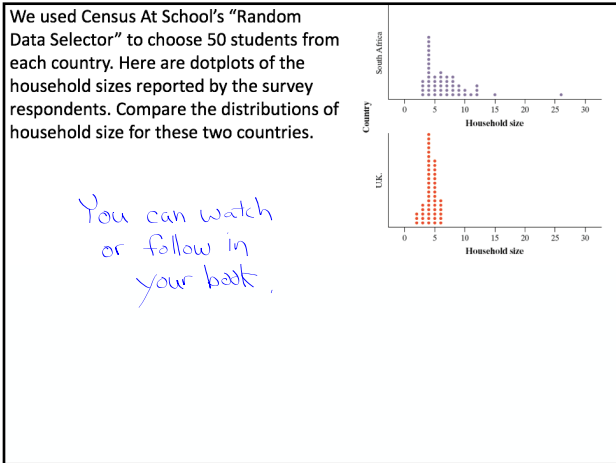 We used Census At School’s “Random
Data Selector” to choose 50 students from
each country. Here are dotplots of the
household sizes reported by the survey
respondents. Compare the distributions of
household size for these two countries.
You can watch
or follow in
your book.
South Africa
0 5 10 15 20 25 30
Household size
Country
U.K.
0 5 10 15 20 25 30
Household size